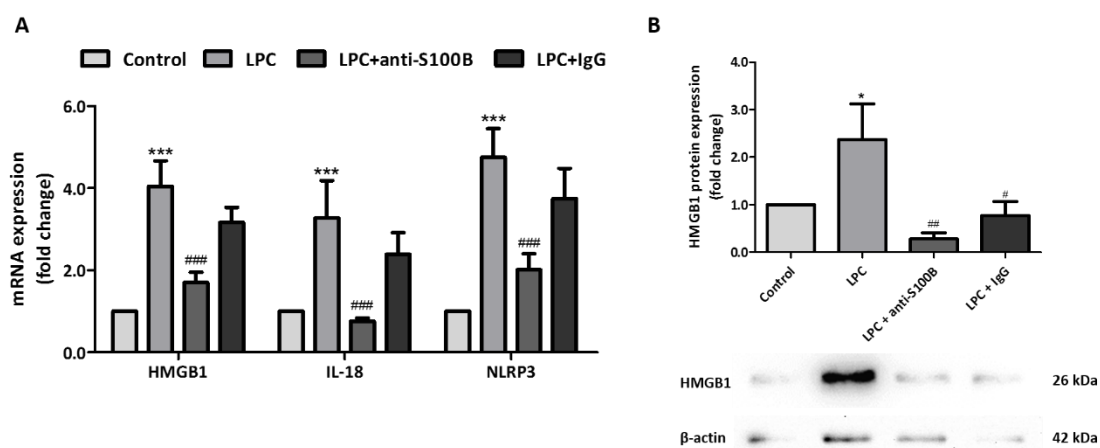 A
Control LPC LPC+anti-S100B LPC+IgG
mRNA expression
(fold change)
6.0
4.0
2.0
0.0
***
***
***
###
###
###
HMGB1 IL-18 NLRP3
B
HMGB1 protein expression
(fold change)
4.0
3.0
2.0
1.0
0.0
*
##
#
Control
LPC
LPC + anti-S100B
LPC + IgG
HMGB1 26 kDa
β-actin 42 kDa